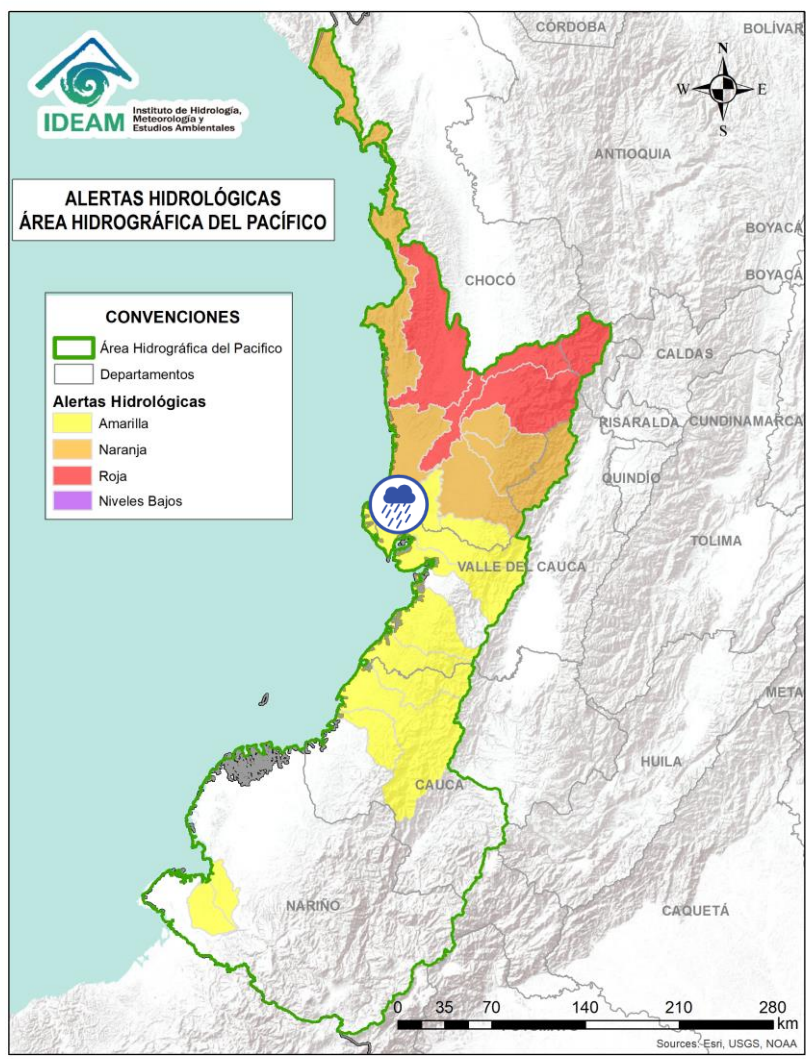 IDEAM
Instituto de Hidrología,
Meteorología y
Estudios Ambientales
ALERTAS HIDROLÓGICAS
ÁREA HIDROGRÁFICA DEL PACÍFICO
CONVENCIONES
Área Hidrográfica del Pacifico
Departamentos
Alertas Hidrológicas
Amarilla
Naranja
Roja
Niveles Bajos
N
W
E
S
CÓRDOBA
BOLÍVAR
ANTIOQUIA
BOYACÁ
BOYACÁ
CHOCÓ
CALDAS
RISARALDA
CUNDINAMARCA
QUINDÍO
TOLIMA
VALLE DEL CAUCA
META
HUILA
CAUCA
NARIÑO
CAQUETÁ
0 35 70 140 210 280
km
Sources: Esri, USGS, NOAA